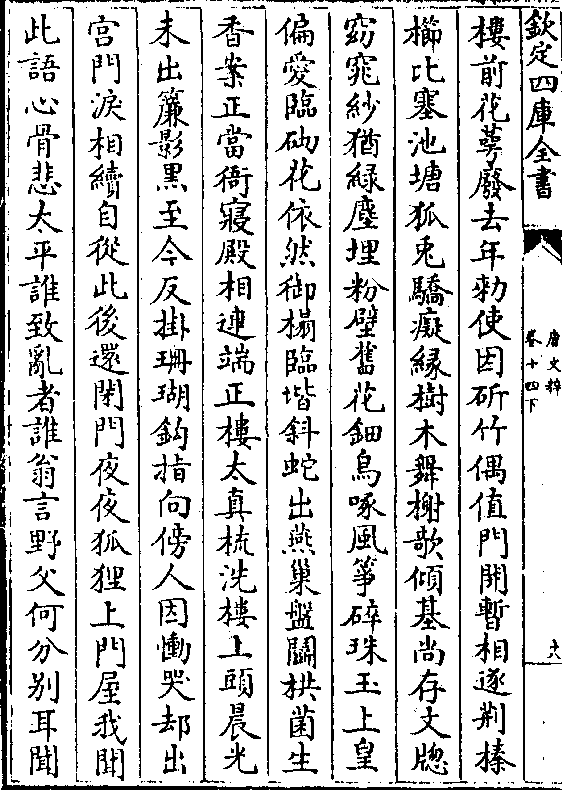 欽定四庫全書
唐文粹
卷十四下
樓前花蕚廢去年勅使因斫竹偶值門開暫相逐荆榛
櫛比塞池塘狐兎驕癡縁樹木舞榭歌傾基尚存文牕
窈窕紗猶緑塵埋粉壁舊花鈿鳥啄風箏碎珠玉上皇
偏愛臨砌花依然御榻臨堦斜蛇出燕巢盤鬭栱菌生
香案正當衙寢殿相連端正樓太真梳洗樓上頭晨光
未出簾影黒至今反掛珊瑚鈎指向傍人因慟哭却出
宫門淚相續自從此後還閉門夜夜狐狸上門屋我聞
此語心骨悲太平誰致亂者誰翁言野父何分别耳聞